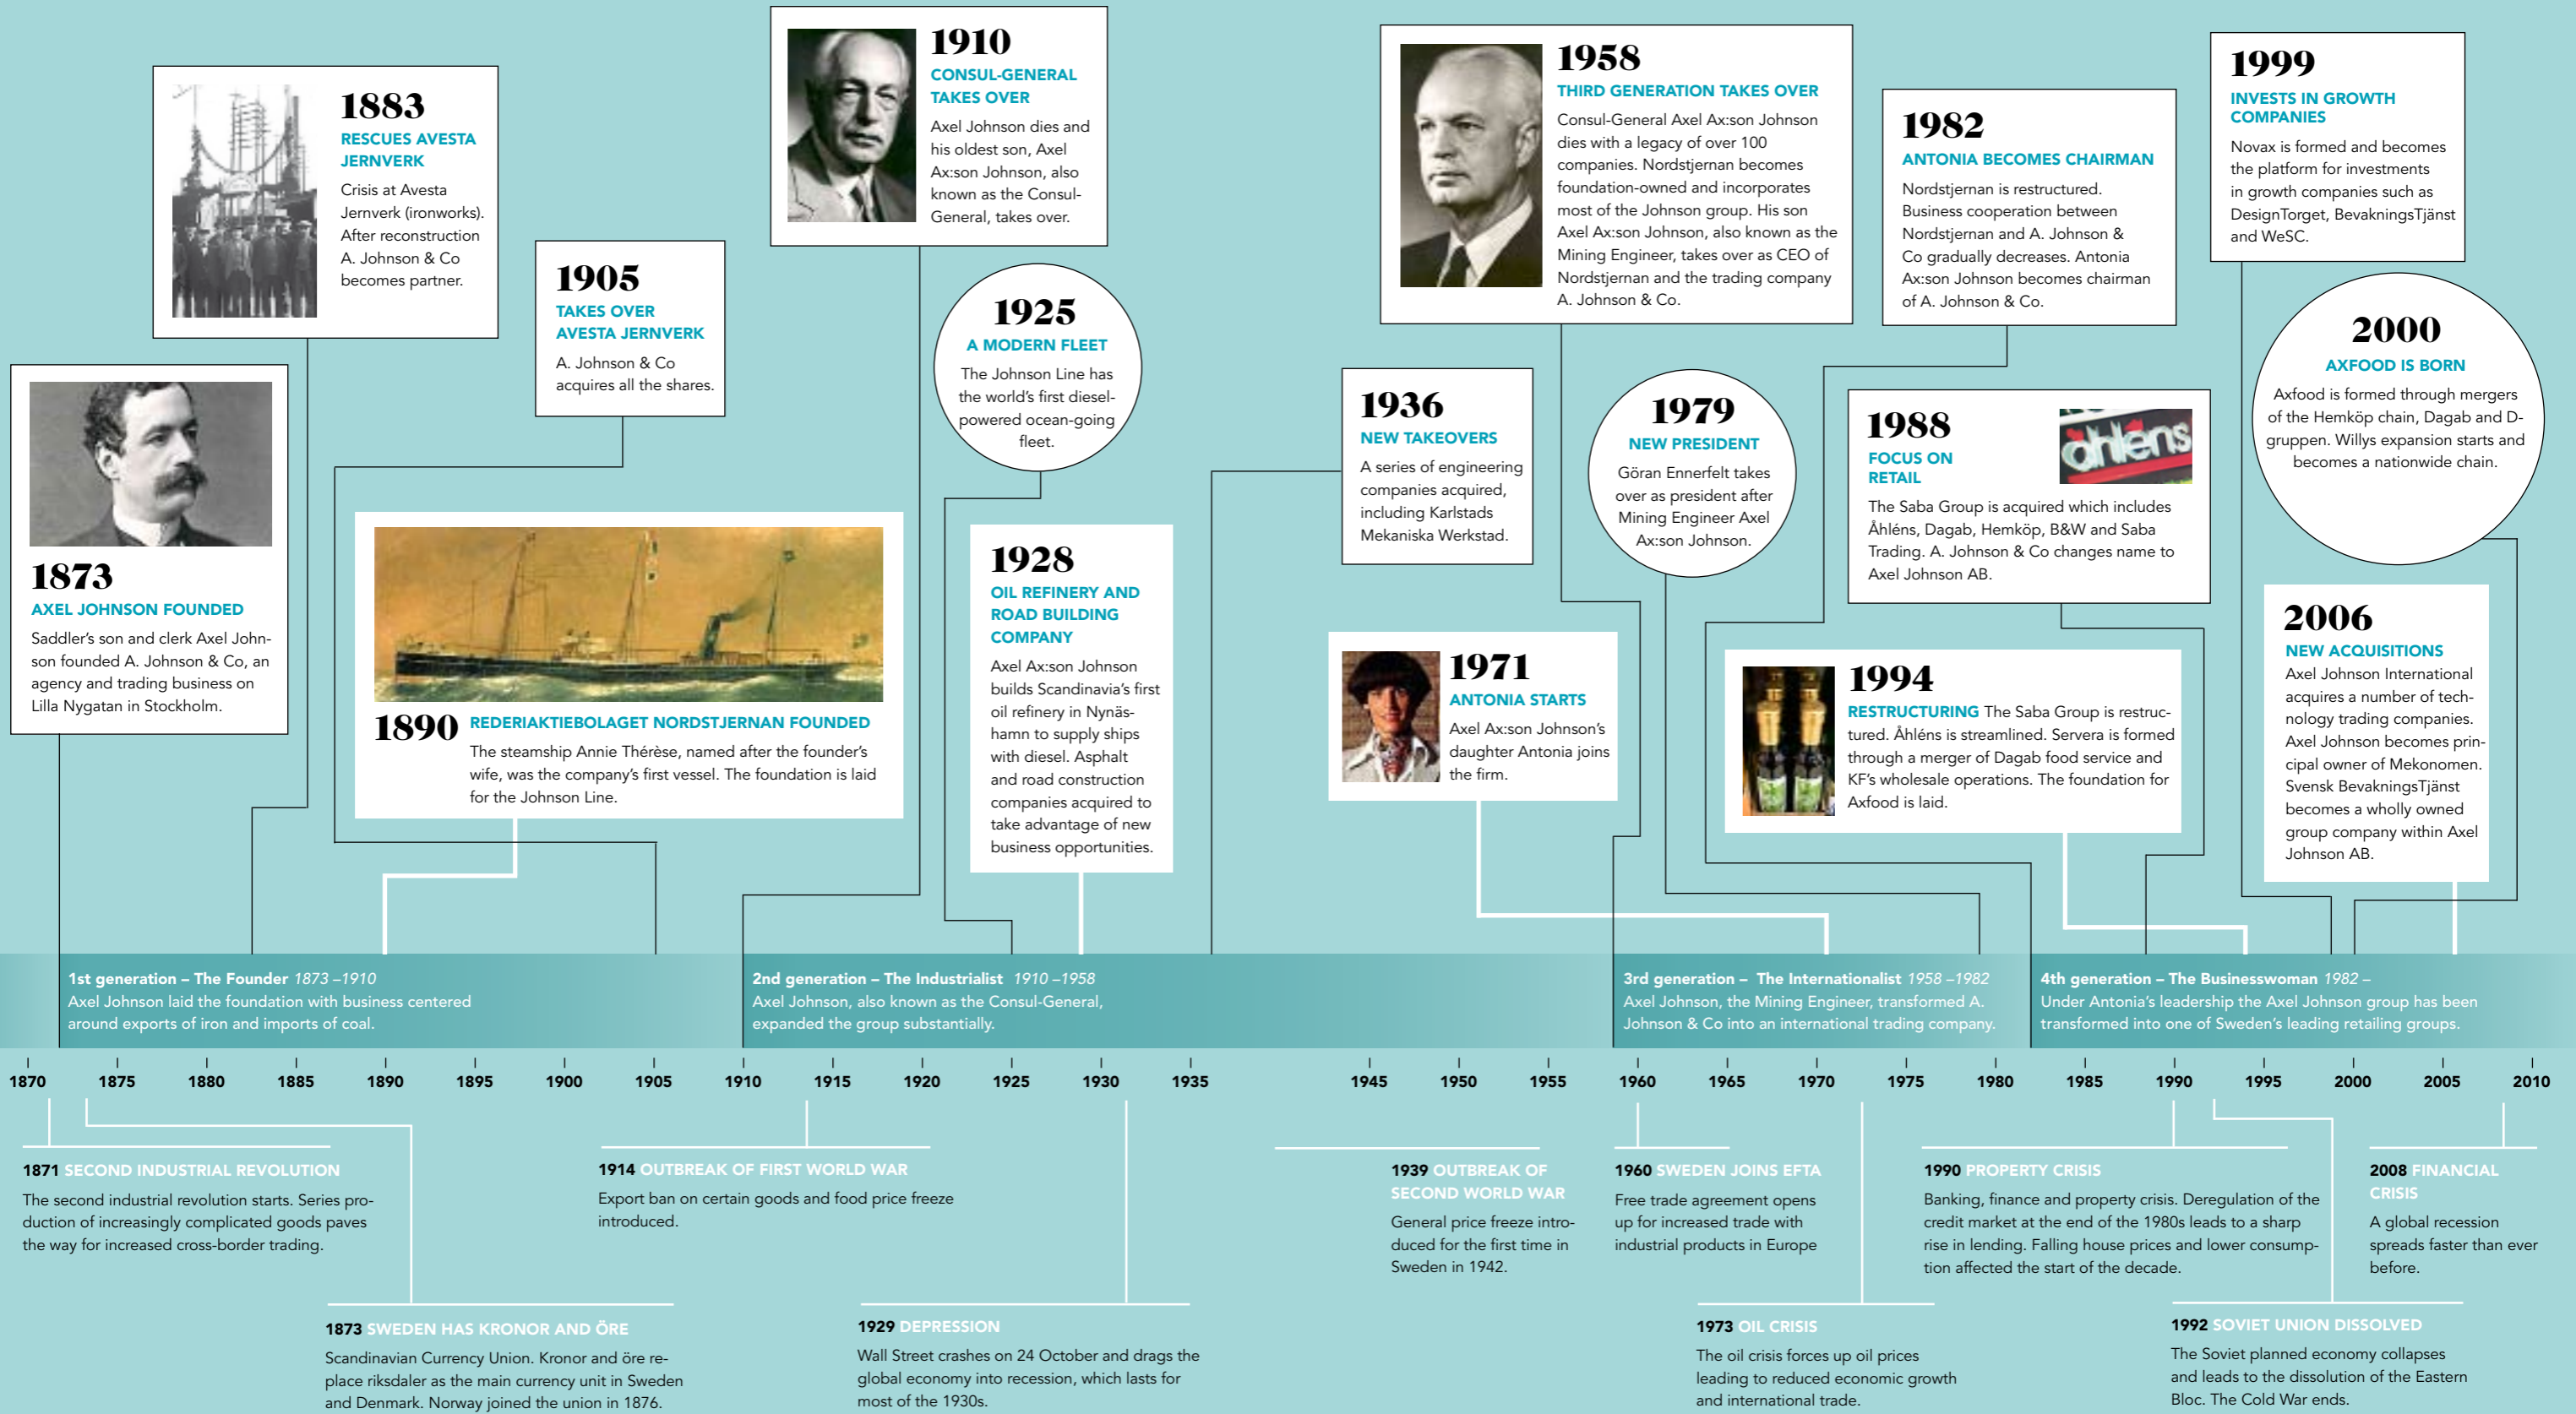 1883
RESCUES AVESTA
JERNVERK
Crisis at Avesta
Jernverk (ironworks).
After reconstruction
A. Johnson & Co
becomes partner.
1910
CONSUL-GENERAL
TAKES OVER
Axel Johnson dies and
his oldest son, Axel
Ax:son Johnson, also
known as the Consul-
General, takes over.
1958
THIRD GENERATION TAKES OVER
Consul-General Axel Ax:son Johnson
dies with a legacy of over 100
companies. Nordstjernan becomes
foundation-owned and incorporates
most of the Johnson group. His son
Axel Ax:son Johnson, also known as the
Mining Engineer, takes over as CEO of
Nordstjernan and the trading company
A. Johnson & Co.
1982
ANTONIA BECOMES CHAIRMAN
Nordstjernan is restructured.
Business cooperation between
Nordstjernan and A. Johnson &
Co gradually decreases. Antonia
Ax:son Johnson becomes chairman
of A. Johnson & Co.
1999
INVESTS IN GROWTH
COMPANIES
Novax is formed and becomes
the platform for investments
in growth companies such as
DesignTorget, BevakningsTjänst
and WeSC.
1905
TAKES OVER
AVESTA JERNVERK
A. Johnson & Co
acquires all the shares.
1925
A MODERN FLEET
The Johnson Line has
the world's first diesel-
powered ocean-going
fleet.
2000
AXFOOD IS BORN
Axfood is formed through mergers
of the Hemköp chain, Dagab and D-
gruppen. Willys expansion starts and
becomes a nationwide chain.
1873
AXEL JOHNSON FOUNDED
Saddler's son and clerk Axel John-
son founded A. Johnson & Co, an
agency and trading business on
Lilla Nygatan in Stockholm.
1936
NEW TAKEOVERS
A series of engineering
companies acquired,
including Karlstads
Mekaniska Werkstad.
1979
NEW PRESIDENT
Göran Ennerfelt takes
over as president after
Mining Engineer Axel
Ax:son Johnson.
1988
FOCUS ON
RETAIL
åhléns
The Saba Group is acquired which includes
Åhléns, Dagab, Hemköp, B&W and Saba
Trading. A. Johnson & Co changes name to
Axel Johnson AB.
1890 REDERIAKTIEBOLAGET NORDSTJERNAN FOUNDED
The steamship Annie Thérèse, named after the founder's
wife, was the company's first vessel. The foundation is laid
for the Johnson Line.
1928
OIL REFINERY AND
ROAD BUILDING
COMPANY
Axel Ax:son Johnson
builds Scandinavia's first
oil refinery in Nynäs-
hamn to supply ships
with diesel. Asphalt
and road construction
companies acquired to
take advantage of new
business opportunities.
1971
ANTONIA STARTS
Axel Ax:son Johnson's
daughter Antonia joins
the firm.
1994
RESTRUCTURING The Saba Group is restruc-
tured. Åhléns is streamlined. Servera is formed
through a merger of Dagab food service and
KF's wholesale operations. The foundation for
Axfood is laid.
2006
NEW ACQUISITIONS
Axel Johnson International
acquires a number of tech-
nology trading companies.
Axel Johnson becomes prin-
cipal owner of Mekonomen.
Svensk BevakningsTjänst
becomes a wholly owned
group company within Axel
Johnson AB.
1st generation – The Founder 1873 –1910
Axel Johnson laid the foundation with business centered
around exports of iron and imports of coal.
2nd generation – The Industrialist 1910 –1958
Axel Johnson, also known as the Consul-General,
expanded the group substantially.
3rd generation – The Internationalist 1958 –1982
Axel Johnson, the Mining Engineer, transformed A.
Johnson & Co into an international trading company.
4th generation – The Businesswoman 1982 –
Under Antonia's leadership the Axel Johnson group has been
transformed into one of Sweden's leading retailing groups.
1870 1875 1880 1885 1890 1895 1900 1905 1910 1915 1920 1925 1930 1935 1945 1950 1955 1960 1965 1970 1975 1980 1985 1990 1995 2000 2005 2010
1871 SECOND INDUSTRIAL REVOLUTION
The second industrial revolution starts. Series pro-
duction of increasingly complicated goods paves
the way for increased cross-border trading.
1873 SWEDEN HAS KRONOR AND ÖRE
Scandinavian Currency Union. Kronor and öre re-
place riksdaler as the main currency unit in Sweden
and Denmark. Norway joined the union in 1876.
1914 OUTBREAK OF FIRST WORLD WAR
Export ban on certain goods and food price freeze
introduced.
1929 DEPRESSION
Wall Street crashes on 24 October and drags the
global economy into recession, which lasts for
most of the 1930s.
1939 OUTBREAK OF
SECOND WORLD WAR
General price freeze intro-
duced for the first time in
Sweden in 1942.
1960 SWEDEN JOINS EFTA
Free trade agreement opens
up for increased trade with
industrial products in Europe
1973 OIL CRISIS
The oil crisis forces up oil prices
leading to reduced economic growth
and international trade.
1990 PROPERTY CRISIS
Banking, finance and property crisis. Deregulation of the
credit market at the end of the 1980s leads to a sharp
rise in lending. Falling house prices and lower consump-
tion affected the start of the decade.
1992 SOVIET UNION DISSOLVED
The Soviet planned economy collapses
and leads to the dissolution of the Eastern
Bloc. The Cold War ends.
2008 FINANCIAL
CRISIS
A global recession
spreads faster than ever
before.